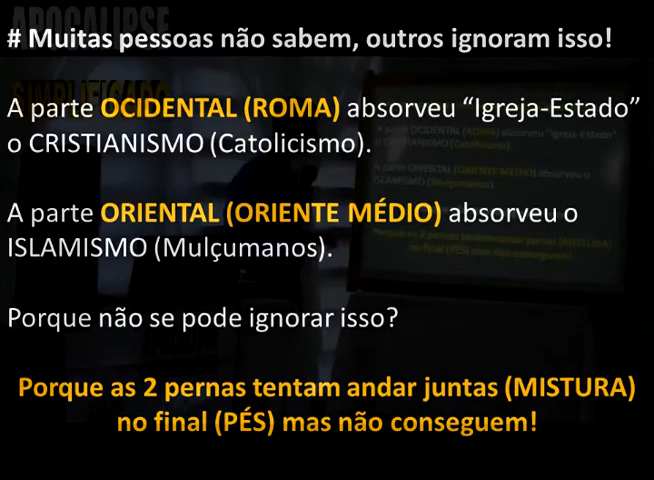 APOCALIPSE
# Muitas pessoas não sabem, outros ignoram isso!
SIMPLIFICADO
A parte OCIDENTAL (ROMA) absorveu “Igreja-Estado”
o CRISTIANISMO (Catolicismo).
A parte ORIENTAL (ORIENTE MÉDIO) absorveu o
ISLAMISMO (Mulçumanos).
Porque não se pode ignorar isso?
Porque as 2 pernas tentam andar juntas (MISTURA)
no final (PÉS) mas não conseguem!